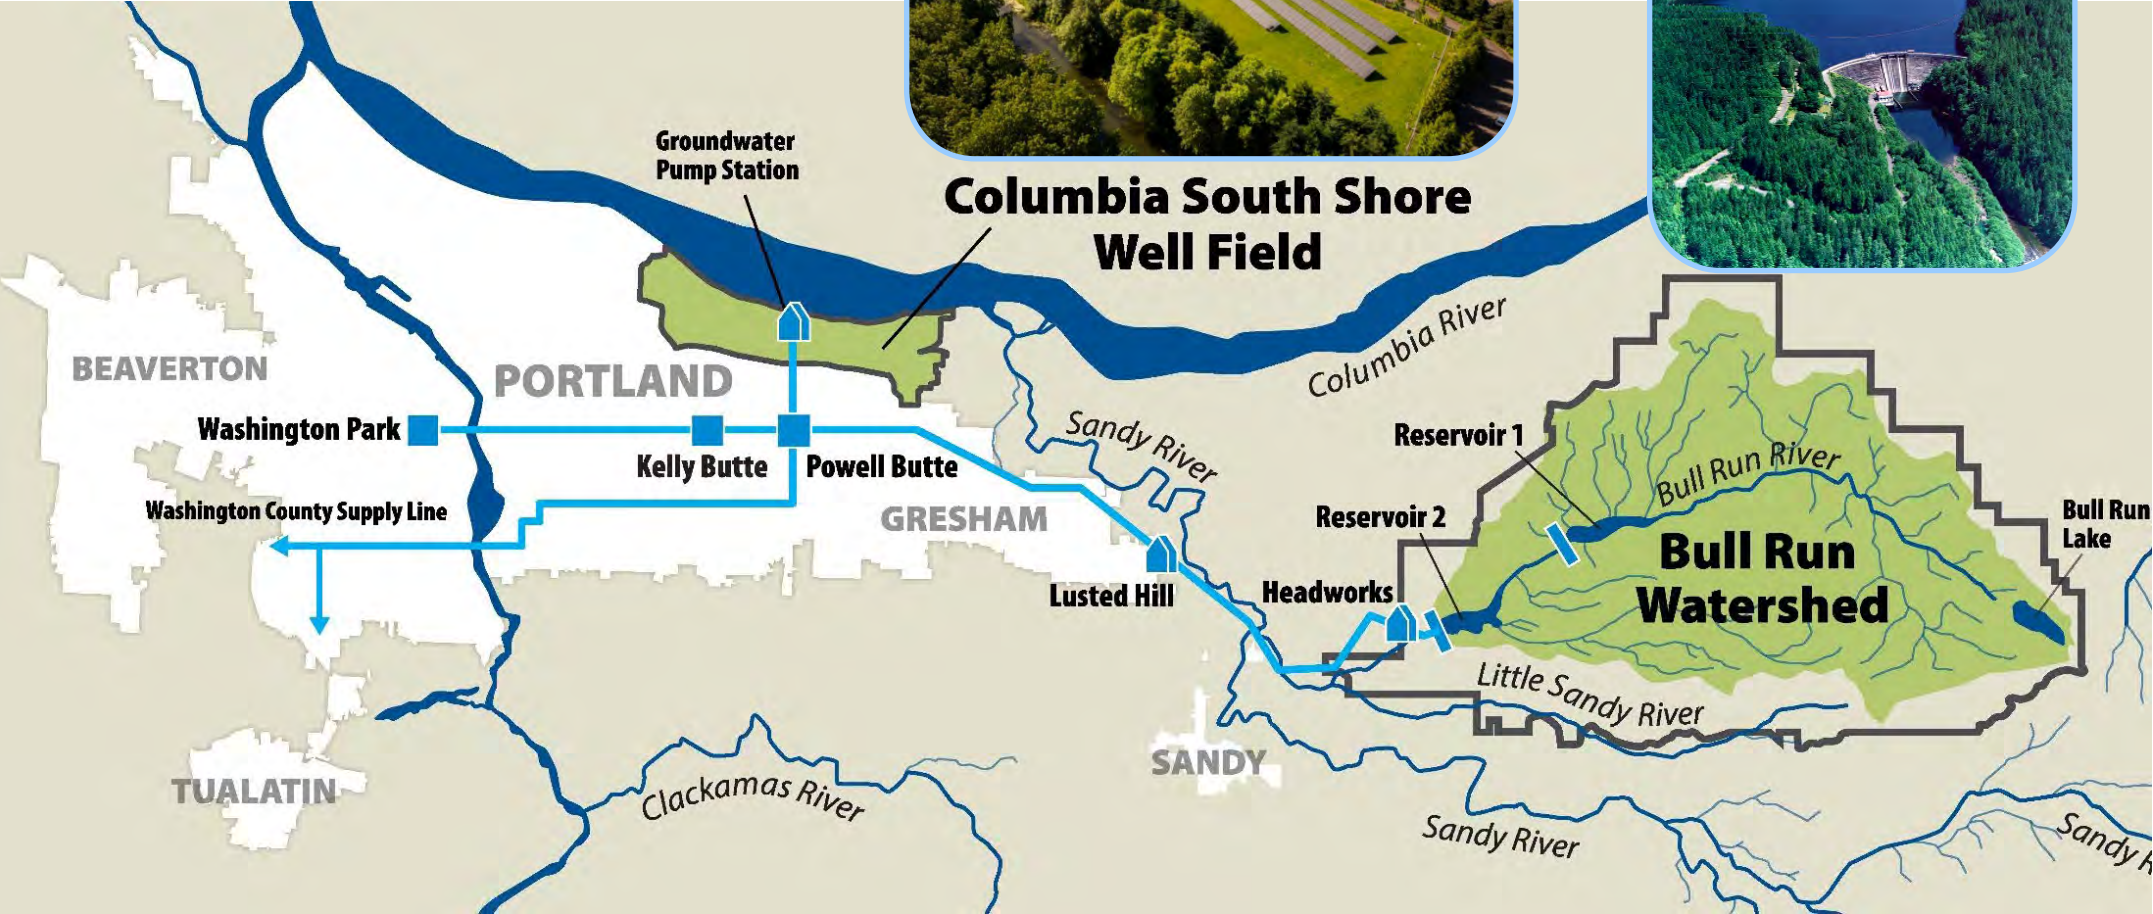 Groundwater
Pump Station
Columbia South Shore
Well Field
Columbia River
BEAVERTON
PORTLAND
Washington Park
Kelly Butte
Powell Butte
Sandy River
Reservoir 1
Bull Run River
Washington County Supply Line
GRESHAM
Reservoir 2
Bull Run
Lake
Bull Run
Watershed
Lusted Hill
Headworks
Little Sandy River
SANDY
TUALATIN
Clackamas River
Sandy River
Sandy R